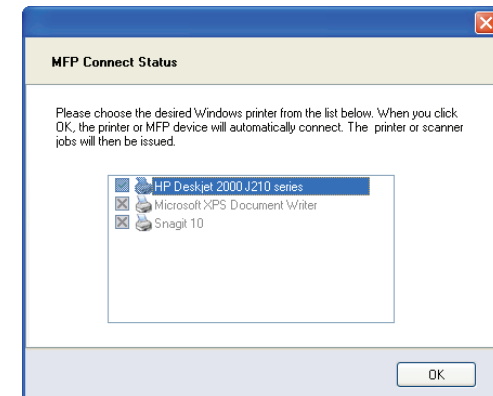 MFP Connect Status
Please choose the desired Windows printer from the list below. When you click
OK, the printer or MFP device will automatically connect. The printer or scanner
jobs will then be issued.
HP Deskjet 2000 J210 series
Microsoft XPS Document Writer
Snagit 10
OK